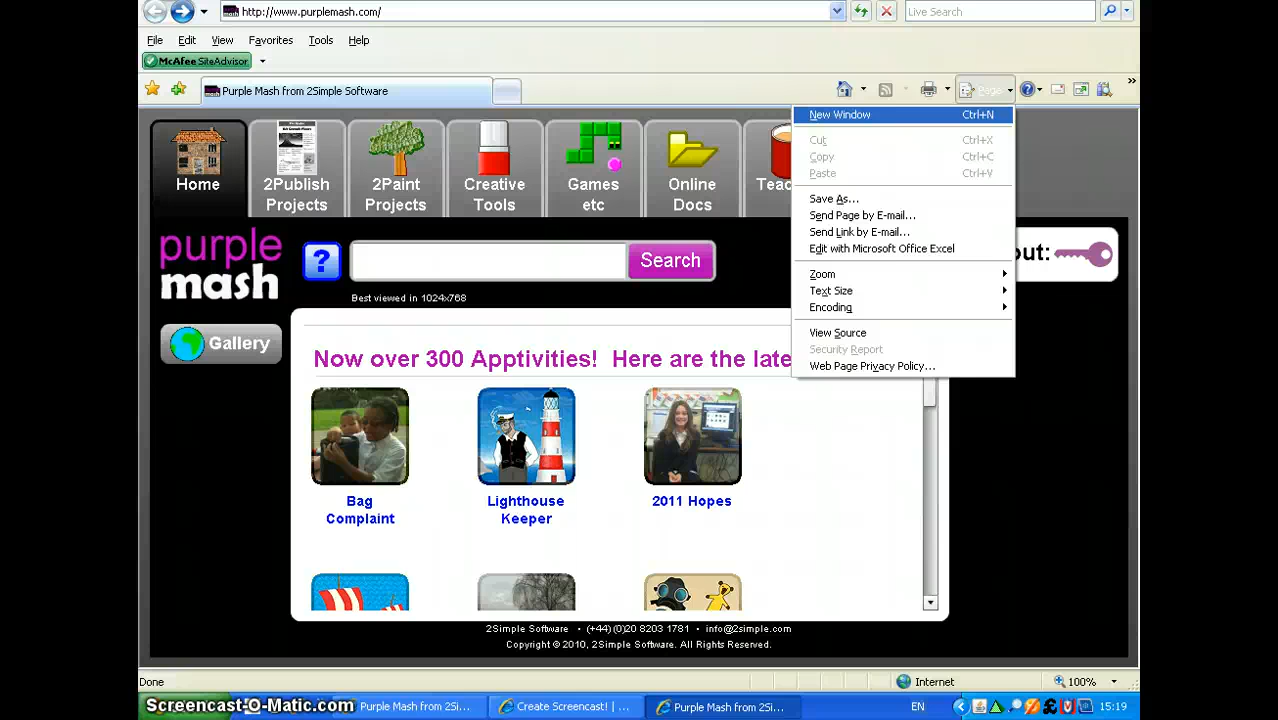 http://www.purplemash.com/
Live Search
File Edit View Favorites Tools Help
McAfee SiteAdvisor
Purple Mash from 2Simple Software
Page
New Window Ctrl+N
Cut Ctrl+X
Copy Ctrl+C
Paste Ctrl+V
Save As...
Send Page by E-mail...
Send Link by E-mail...
Edit with Microsoft Office Excel
Zoom
Text Size
Encoding
View Source
Security Report
Web Page Privacy Policy...
Home
2Publish
Projects
2Paint
Projects
Creative
Tools
Games
etc
Online
Docs
Teac
purple
mash
?
Search
out:
Best viewed in 1024x768
Gallery
Now over 300 Apptivities! Here are the late
Bag
Complaint
Lighthouse
Keeper
2011 Hopes
2Simple Software • (+44)(0)20 8203 1781 • info@2simple.com
Copyright © 2010, 2Simple Software. All Rights Reserved.
Done
Internet
100%
Screencast-O-Matic.com
Purple Mash from 2Si...
Create Screencast! | ...
Purple Mash from 2Si...
EN
15:19